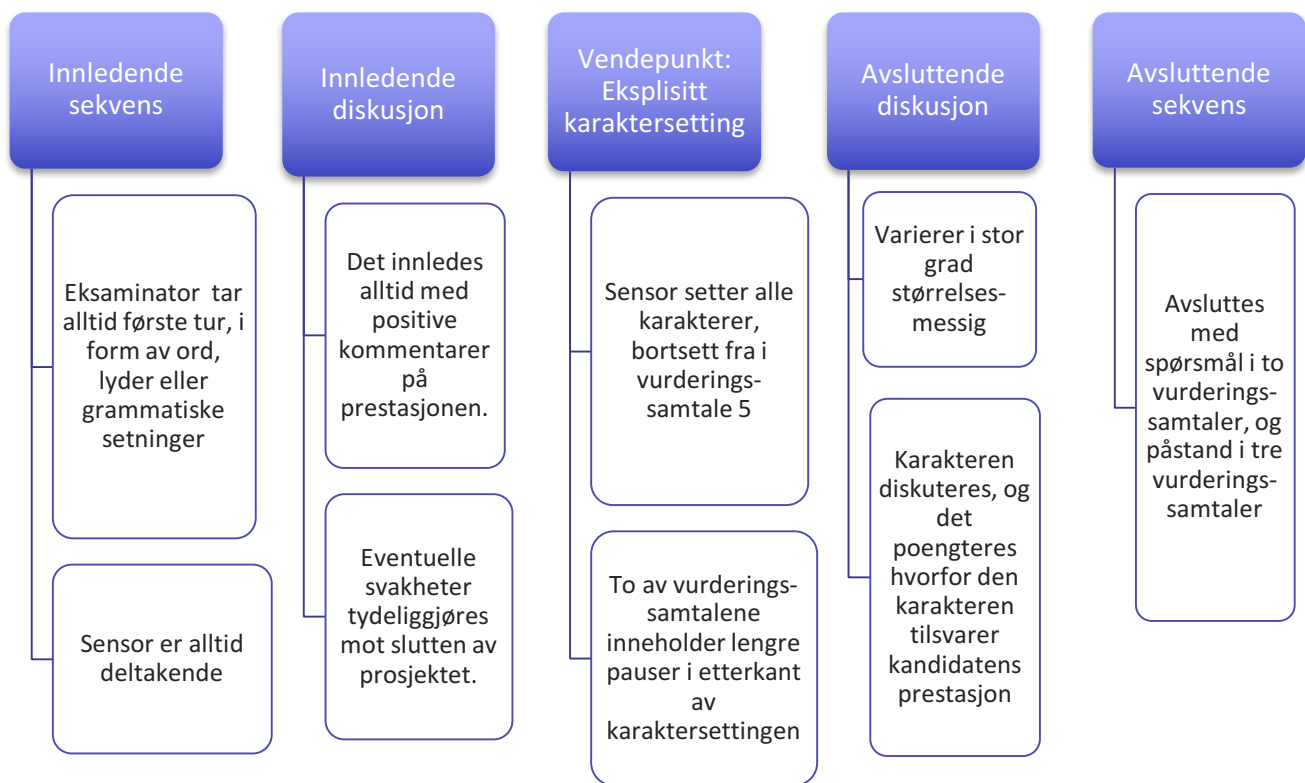 Innledende
sekvens
Eksaminator tar
alltid første tur, i
form av ord,
lyder eller
grammatiske
setninger
Sensor er alltid
deltakende
Innledende
diskusjon
Det innledes
alltid med
positive
kommentarer
på
prestasjonen.
Eventuelle
svakheter
tydeliggjøres
mot slutten av
prosjektet.
Vendepunkt:
Eksplisitt
karaktersetting
Sensor setter alle
karakterer,
bortsett fra i
vurderings-
samtale 5
To av vurderings-
samtalene
inneholder lengre
pauser i etterkant
av
karaktersettingen
Avsluttende
diskusjon
Varierer i stor
grad
størrelses-
messig
Karakteren
diskuteres, og
det
poengteres
hvorfor den
karakteren
tilsvarer
kandidatens
prestasjon
Avsluttende
sekvens
Avsluttes
med
spørsmål i to
vurderings-
samtaler, og
påstand i tre
vurderings-
samtaler